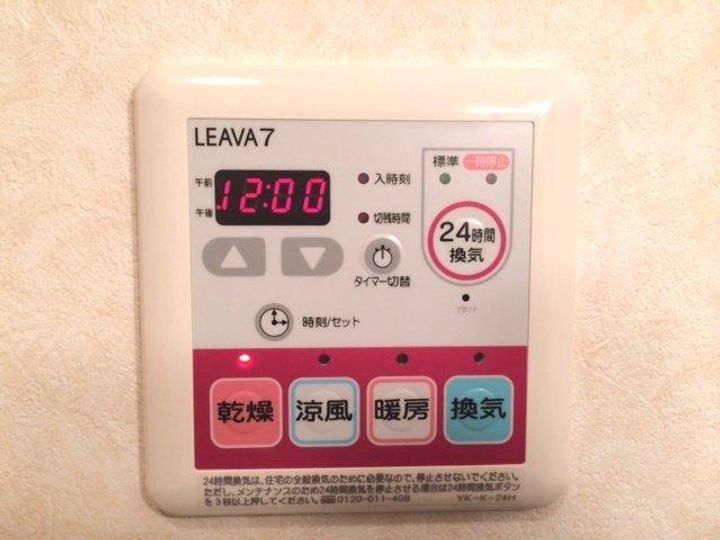 LEAVA7
午前
午後
12:00
入時刻
切残時間
タイマー切替
標準
一時停止
24時間
換気
リセット
時刻/セット
乾燥
涼風
暖房
換気
24時間換気は、住宅の全般換気のために必要なので、停止させないでください。
ただし、メンテナンスのため24時間換気を停止させる場合は24時間換気ボタン
を3秒以上押してください。 0120-011-408
YK-K-24H